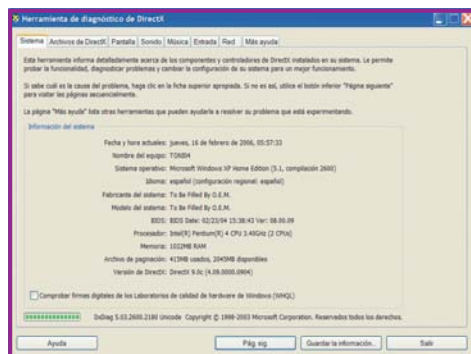 Herramienta de diagnóstico de DirectX
Sistema Archivos de DirectX Pantalla Sonido Música Entrada Red Más ayuda
Esta herramienta informa detalladamente acerca de los componentes y controladores de DirectX instalados en su sistema. Le permite
probar la funcionalidad, diagnosticar problemas y cambiar la configuración de su sistema para un mejor funcionamiento.
Si sabe cuál es la causa del problema, haga clic en la ficha superior apropiada. Si no es así, utilice el botón inferior "Página siguiente"
para visitar las páginas secuencialmente.
La página "Más ayuda" lista otras herramientas que pueden ayudarle a resolver su problema que está experimentando.
Información del sistema
Fecha y hora actuales: jueves, 16 de febrero de 2006, 05:57:33
Nombre del equipo: TONI04
Sistema operativo: Microsoft Windows XP Home Edition (5.1, compilación 2600)
Idioma: español (configuración regional: español)
Fabricante del sistema: To Be Filled By O.E.M.
Modelo del sistema: To Be Filled By O.E.M.
BIOS: BIOS Date: 02/23/04 15:38:43 Ver: 08.00.09
Procesador: Intel(R) Pentium(R) 4 CPU 3.40GHz (2 CPUs)
Memoria: 1022MB RAM
Archivo de paginación: 413MB usados, 2045MB disponibles
Versión de DirectX: DirectX 9.0c (4.09.0000.0904)
Comprobar firmas digitales de los Laboratorios de calidad de hardware de Windows (WHQL)
DxDiag 5.03.2600.2180 Unicode Copyright © 1998-2003 Microsoft Corporation. Reservados todos los derechos.
Ayuda Pág sig Guardar la información... Salir